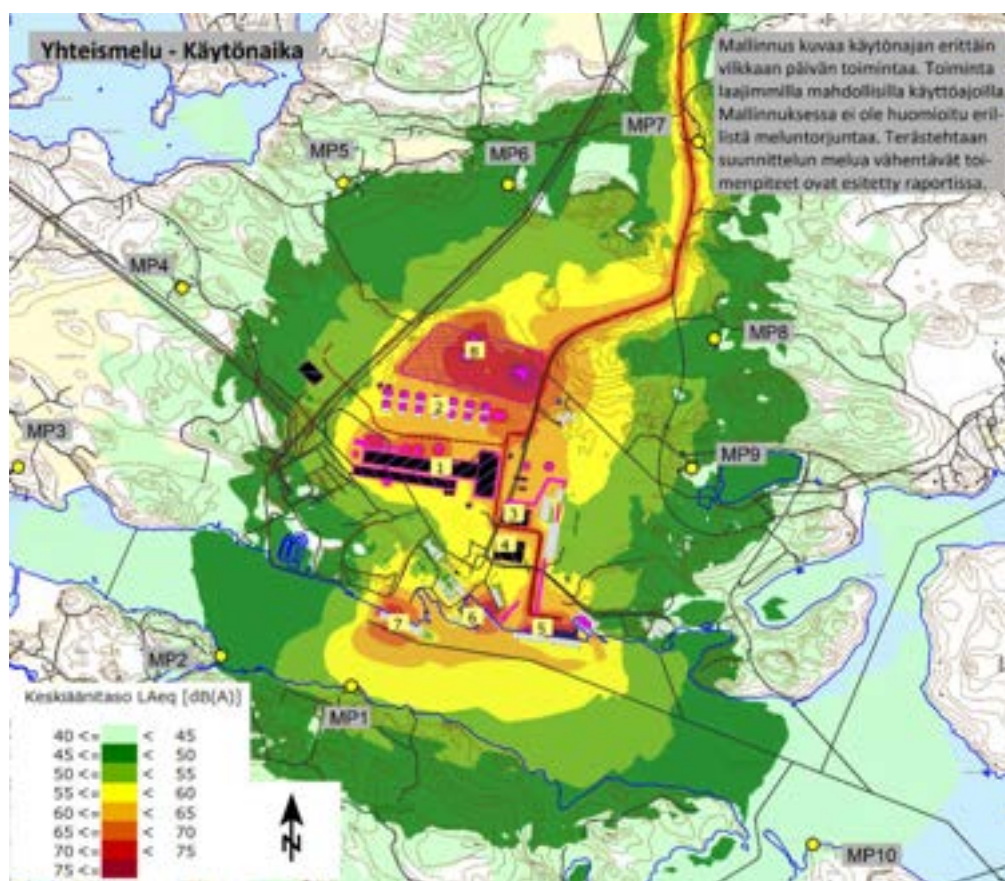 Yhteismelu - Käytönaika
Mallinnus kuvaa käytönajan erittäin
vilkkaan päivän toimintaa. Toiminta
laajimmilla mahdollisilla käyttöajoilla
Mallinnuksessa ei ole huomioitu eril-
listä meluntorjuntaa. Terästehtaan
suunnittelun melua vähentävät toi-
menpiteet ovat esitetty raportissa.
MP7
MP5
MP6
MP4
MP8
8
2
MP3
1
MP9
3
4
7
6
5
MP2
MP1
MP10
Keskiäänitaso LAeq [dB(A)]
40 <= < 45
45 <= < 50
50 <= < 55
55 <= < 60
60 <= < 65
65 <= < 70
70 <= < 75
75 <=
N